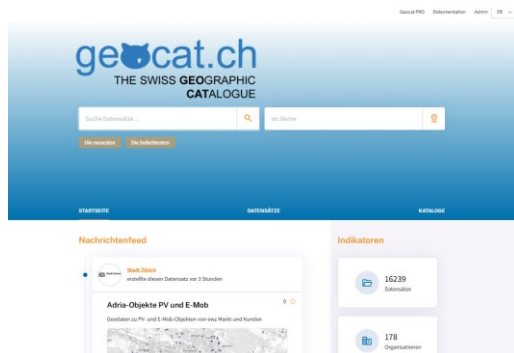 Geocat PRO Dokumentation Admin DE
geocat.ch
THE SWISS GEOGRAPHIC
CATALOGUE
Suche Datensätze ...
ex: Berne
Die neuesten Die beliebtesten
STARTSEITE DATENSÄTZE KATALOGE
Nachrichtenfeed
Stadt Zürich
erstellte diesen Datensatz vor 3 Stunden
0
Adria-Objekte PV und E-Mob
Geodaten zu PV- und E-Mob-Objekten von ewz Markt und Kunden
Indikatoren
16239
Datensätze
178
Organisationen